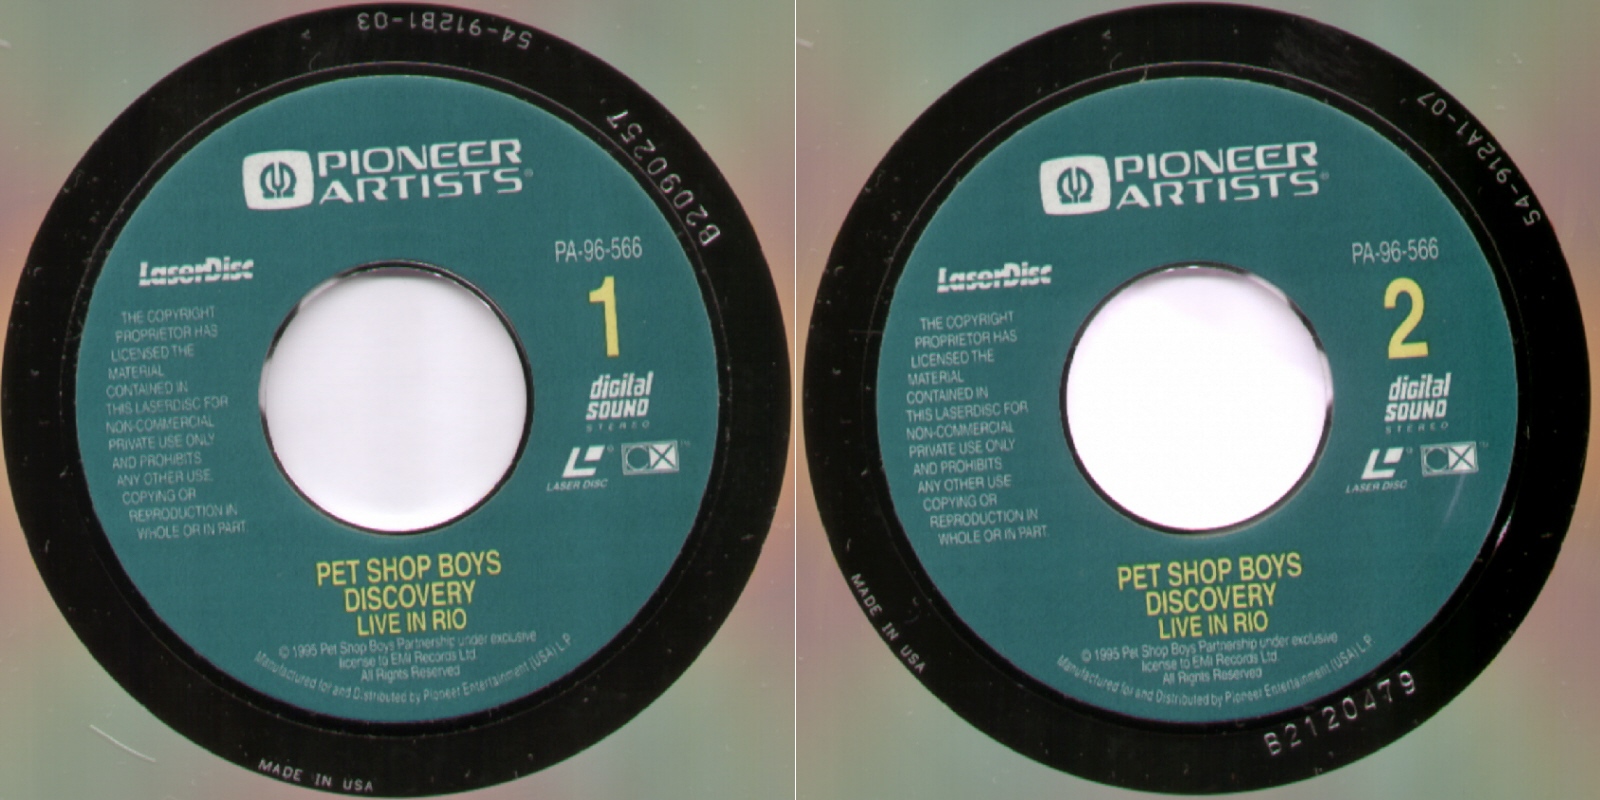 54-912B1-03
B2090257
PIONEER
ARTISTS®
PA-96-566
LaserDisc
1
THE COPYRIGHT
PROPRIETOR HAS
LICENSED THE
MATERIAL
CONTAINED IN
THIS LASERDISC FOR
NON-COMMERCIAL
PRIVATE USE ONLY
AND PROHIBITS
ANY OTHER USE,
COPYING OR
REPRODUCTION IN
WHOLE OR IN PART.
digital
SOUND
STEREO
LASER DISC
CX
PET SHOP BOYS
DISCOVERY
LIVE IN RIO
© 1995 Pet Shop Boys Partnership under exclusive
license to EMI Records Ltd.
All Rights Reserved
Manufactured for and Distributed by Pioneer Entertainment (USA) L.P.
MADE IN USA
54-912A1-07
PIONEER
ARTISTS®
PA-96-566
LaserDisc
2
THE COPYRIGHT
PROPRIETOR HAS
LICENSED THE
MATERIAL
CONTAINED IN
THIS LASERDISC FOR
NON-COMMERCIAL
PRIVATE USE ONLY
AND PROHIBITS
ANY OTHER USE,
COPYING OR
REPRODUCTION IN
WHOLE OR IN PART.
digital
SOUND
STEREO
LASER DISC
CX
PET SHOP BOYS
DISCOVERY
LIVE IN RIO
© 1995 Pet Shop Boys Partnership under exclusive
license to EMI Records Ltd.
All Rights Reserved
Manufactured for and Distributed by Pioneer Entertainment (USA) L.P.
MADE IN USA
B2120479